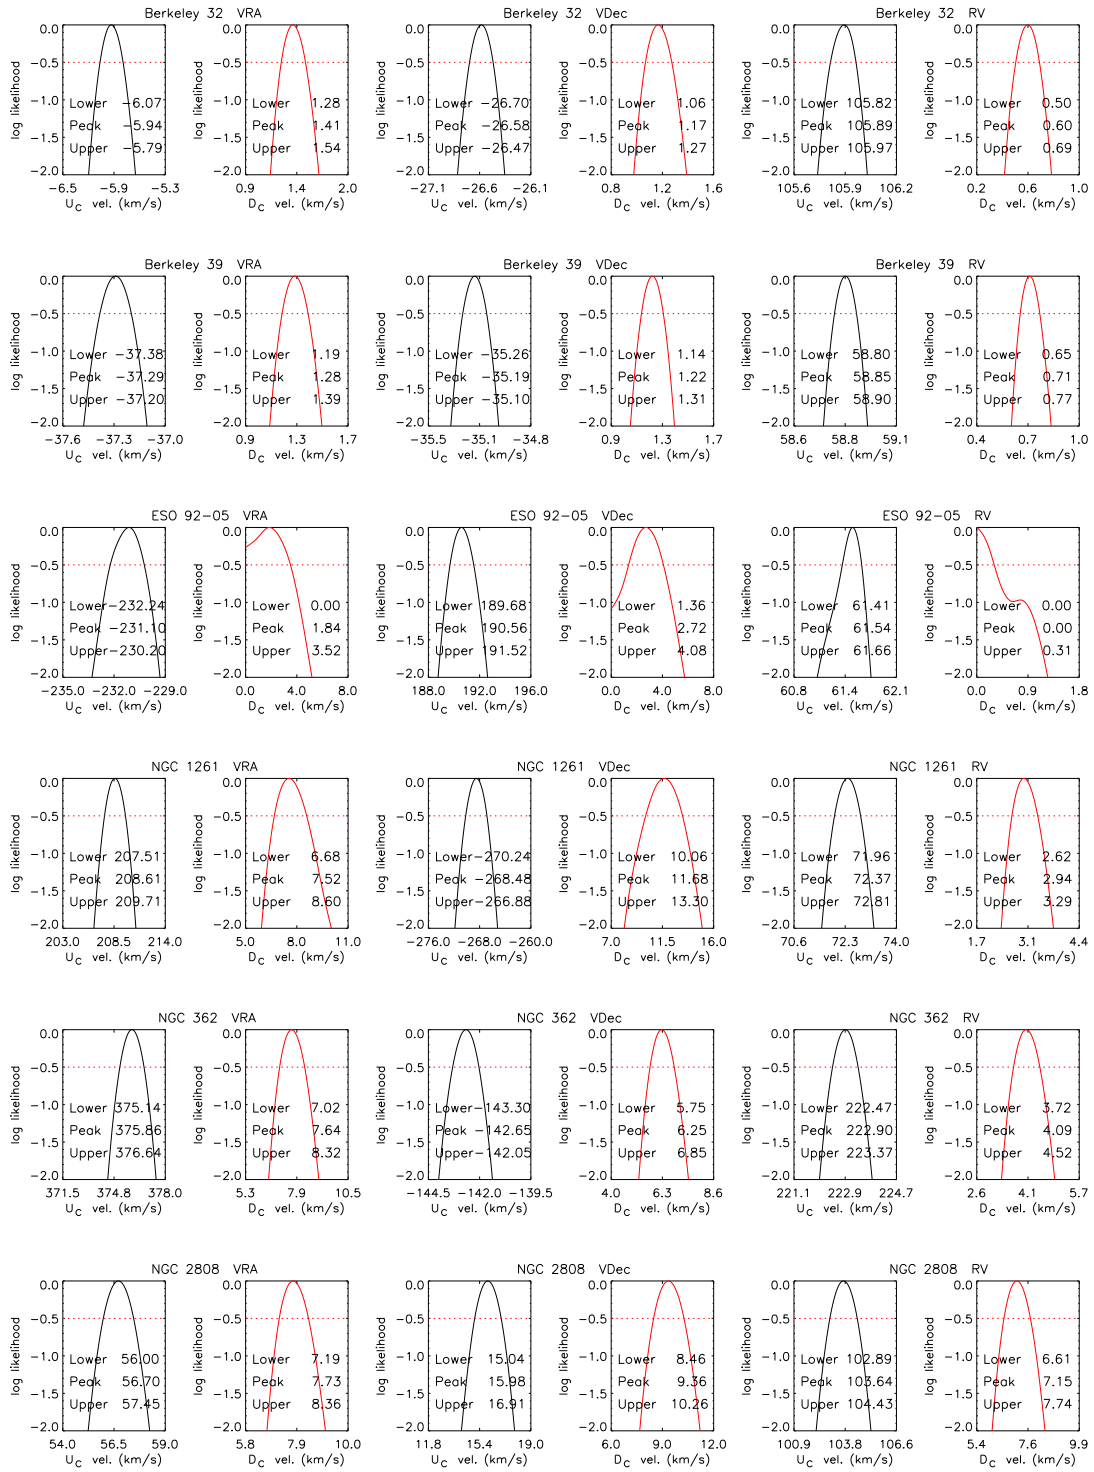 Berkeley 32 VRA
Berkeley 32 VDec
Berkeley 32 RV
log likelihood
0.0
−0.5
−1.0
−1.5
−2.0
Lower −6.07
Peak −5.94
Upper −5.79
−6.5 −5.9 −5.3
UC vel. (km/s)
Lower 1.28
Peak 1.41
Upper 1.54
0.9 1.4 2.0
DC vel. (km/s)
log likelihood
0.0
−0.5
−1.0
−1.5
−2.0
Lower −26.70
Peak −26.58
Upper −26.47
−27.1 −26.6 −26.1
UC vel. (km/s)
Lower 1.06
Peak 1.17
Upper 1.27
0.8 1.2 1.6
DC vel. (km/s)
log likelihood
0.0
−0.5
−1.0
−1.5
−2.0
Lower 105.82
Peak 105.89
Upper 105.97
105.6 105.9 106.2
UC vel. (km/s)
Lower 0.50
Peak 0.60
Upper 0.69
0.2 0.6 1.0
DC vel. (km/s)
Berkeley 39 VRA
Berkeley 39 VDec
Berkeley 39 RV
Lower −37.38
Peak −37.29
Upper −37.20
−37.6 −37.3 −37.0
UC vel. (km/s)
Lower 1.19
Peak 1.28
Upper 1.39
0.9 1.3 1.7
DC vel. (km/s)
Lower −35.26
Peak −35.19
Upper −35.10
−35.5 −35.1 −34.8
UC vel. (km/s)
Lower 1.14
Peak 1.22
Upper 1.31
0.9 1.3 1.7
DC vel. (km/s)
Lower 58.80
Peak 58.85
Upper 58.90
58.6 58.8 59.1
UC vel. (km/s)
Lower 0.65
Peak 0.71
Upper 0.77
0.4 0.7 1.0
DC vel. (km/s)
ESO 92−05 VRA
ESO 92−05 VDec
ESO 92−05 RV
Lower −232.24
Peak −231.10
Upper −230.20
−235.0 −232.0 −229.0
UC vel. (km/s)
Lower 0.00
Peak 1.84
Upper 3.52
0.0 4.0 8.0
DC vel. (km/s)
Lower 189.68
Peak 190.56
Upper 191.52
188.0 192.0 196.0
UC vel. (km/s)
Lower 1.36
Peak 2.72
Upper 4.08
0.0 4.0 8.0
DC vel. (km/s)
Lower 61.41
Peak 61.54
Upper 61.66
60.8 61.4 62.1
UC vel. (km/s)
Lower 0.00
Peak 0.00
Upper 0.31
0.0 0.9 1.8
DC vel. (km/s)
NGC 1261 VRA
NGC 1261 VDec
NGC 1261 RV
Lower 207.51
Peak 208.61
Upper 209.71
203.0 208.5 214.0
UC vel. (km/s)
Lower 6.68
Peak 7.52
Upper 8.60
5.0 8.0 11.0
DC vel. (km/s)
Lower −270.24
Peak −268.48
Upper −266.88
−276.0 −268.0 −260.0
UC vel. (km/s)
Lower 10.06
Peak 11.68
Upper 13.30
7.0 11.5 16.0
DC vel. (km/s)
Lower 71.96
Peak 72.37
Upper 72.81
70.6 72.3 74.0
UC vel. (km/s)
Lower 2.62
Peak 2.94
Upper 3.29
1.7 3.1 4.4
DC vel. (km/s)
NGC 362 VRA
NGC 362 VDec
NGC 362 RV
Lower 375.14
Peak 375.86
Upper 376.64
371.5 374.8 378.0
UC vel. (km/s)
Lower 7.02
Peak 7.64
Upper 8.32
5.3 7.9 10.5
DC vel. (km/s)
Lower −143.30
Peak −142.65
Upper −142.05
−144.5 −142.0 −139.5
UC vel. (km/s)
Lower 5.75
Peak 6.25
Upper 6.85
4.0 6.3 8.6
DC vel. (km/s)
Lower 222.47
Peak 222.90
Upper 223.37
221.1 222.9 224.7
UC vel. (km/s)
Lower 3.72
Peak 4.09
Upper 4.52
2.6 4.1 5.7
DC vel. (km/s)
NGC 2808 VRA
NGC 2808 VDec
NGC 2808 RV
Lower 56.00
Peak 56.70
Upper 57.45
54.0 56.5 59.0
UC vel. (km/s)
Lower 7.19
Peak 7.73
Upper 8.36
5.8 7.9 10.0
DC vel. (km/s)
Lower 15.04
Peak 15.98
Upper 16.91
11.8 15.4 19.0
UC vel. (km/s)
Lower 8.46
Peak 9.36
Upper 10.26
6.0 9.0 12.0
DC vel. (km/s)
Lower 102.89
Peak 103.64
Upper 104.43
100.9 103.8 106.6
UC vel. (km/s)
Lower 6.61
Peak 7.15
Upper 7.74
5.4 7.6 9.9
DC vel. (km/s)